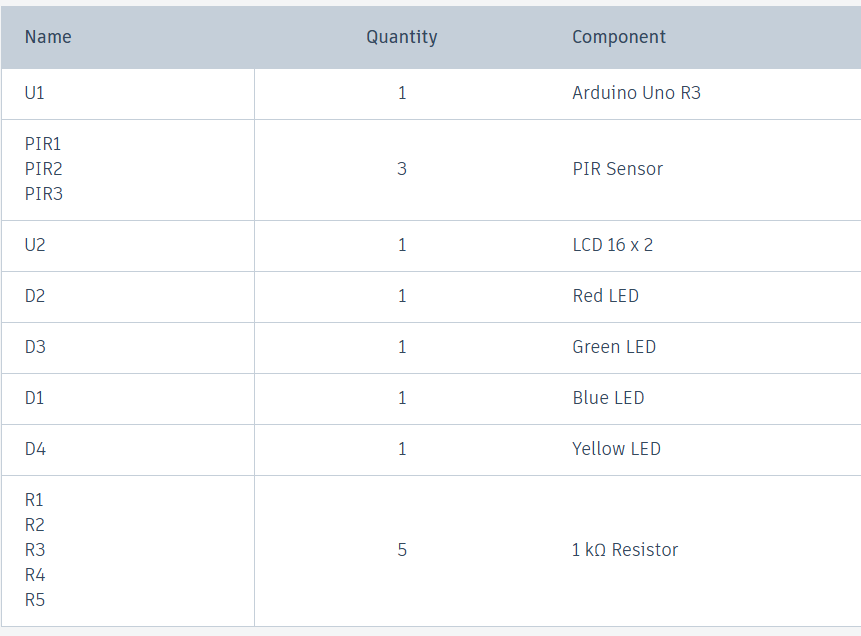 Name Quantity Component
U1 1 Arduino Uno R3
PIR1
PIR2 3 PIR Sensor
PIR3
U2 1 LCD 16 x 2
D2 1 Red LED
D3 1 Green LED
D1 1 Blue LED
D4 1 Yellow LED
R1
R2
R3 5 1 kΩ Resistor
R4
R5